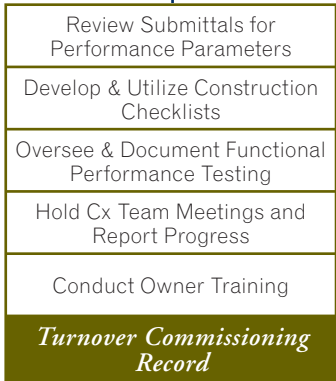 Review Submittals for
Performance Parameters
Develop & Utilize Construction
Checklists
Oversee & Document Functional
Performance Testing
Hold Cx Team Meetings and
Report Progress
Conduct Owner Training
Turnover Commissioning
Record